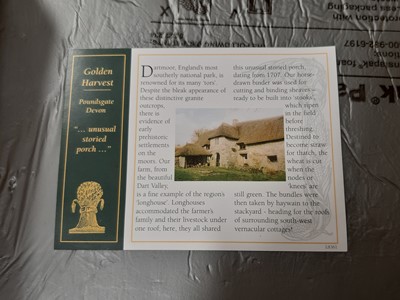 Golden
Harvest
Poundsgate
Devon
“... unusual
storied
porch ...”
Dartmoor, England's most
southerly national park, is
renowned for its many 'tors'.
Despite the bleak appearance
of these distinctive granite
outcrops,
there is
evidence of
early
prehistoric
settlements
on the
moors. Our
farm, from
the beautiful
Dart Valley,
is a fine example of the region's
'longhouse'. Longhouses
accommodated the farmer's
family and their livestock under
one roof; here, they all shared
this unusual storied porch,
dating from 1707. Our horse-
drawn binder was used for
cutting and binding sheaves –
ready to be built into 'stooks',
which ripen
in the field
before
threshing.
Destined to
become straw
for thatch, the
wheat is cut
when the
nodes or
'knees' are
still green. The bundles were
then taken by haywain to the
stackyard - heading for the roofs
of surrounding south-west
vernacular cottages!